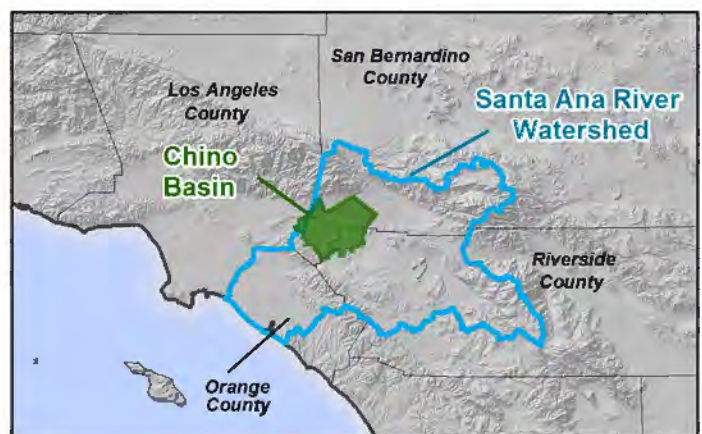 San Bernardino
County
Los Angeles
County
Santa Ana River
Watershed
Chino
Basin
Riverside
County
Orange
County